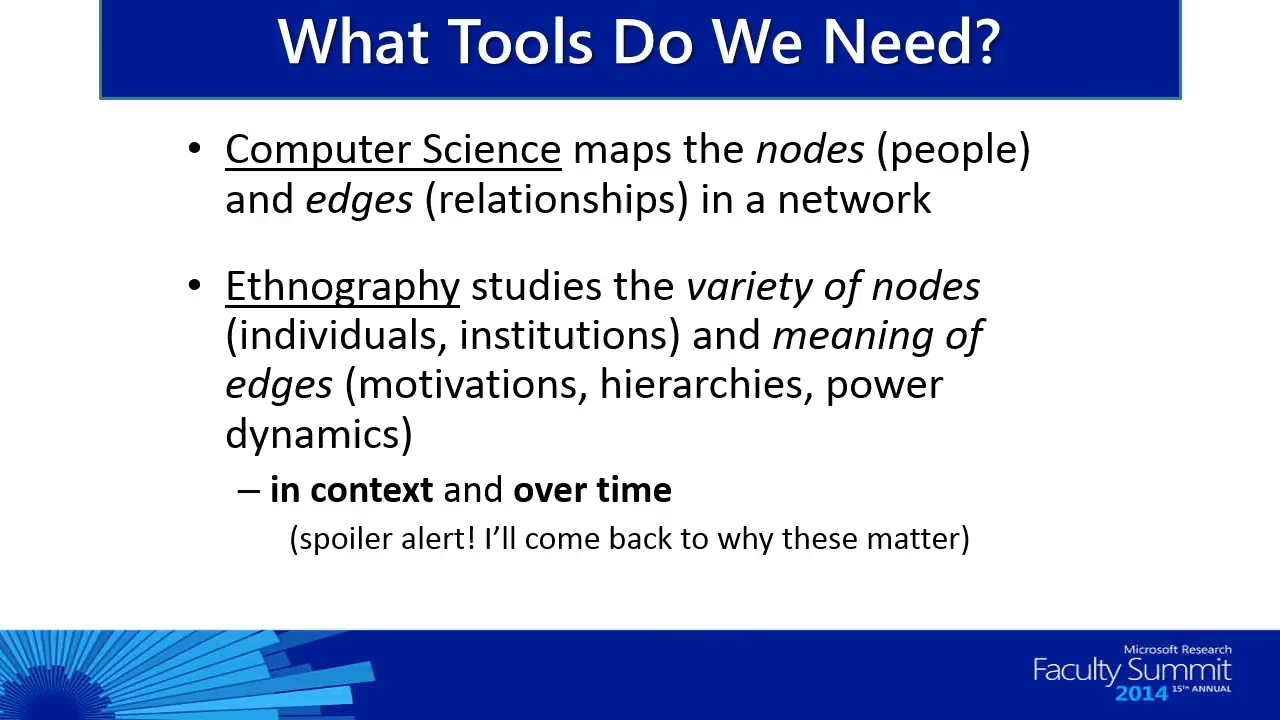 What Tools Do We Need?
• Computer Science maps the nodes (people)
and edges (relationships) in a network
• Ethnography studies the variety of nodes
(individuals, institutions) and meaning of
edges (motivations, hierarchies, power
dynamics)
– in context and over time
(spoiler alert! I’ll come back to why these matter)
Microsoft Research
Faculty Summit
2014 15TH ANNUAL